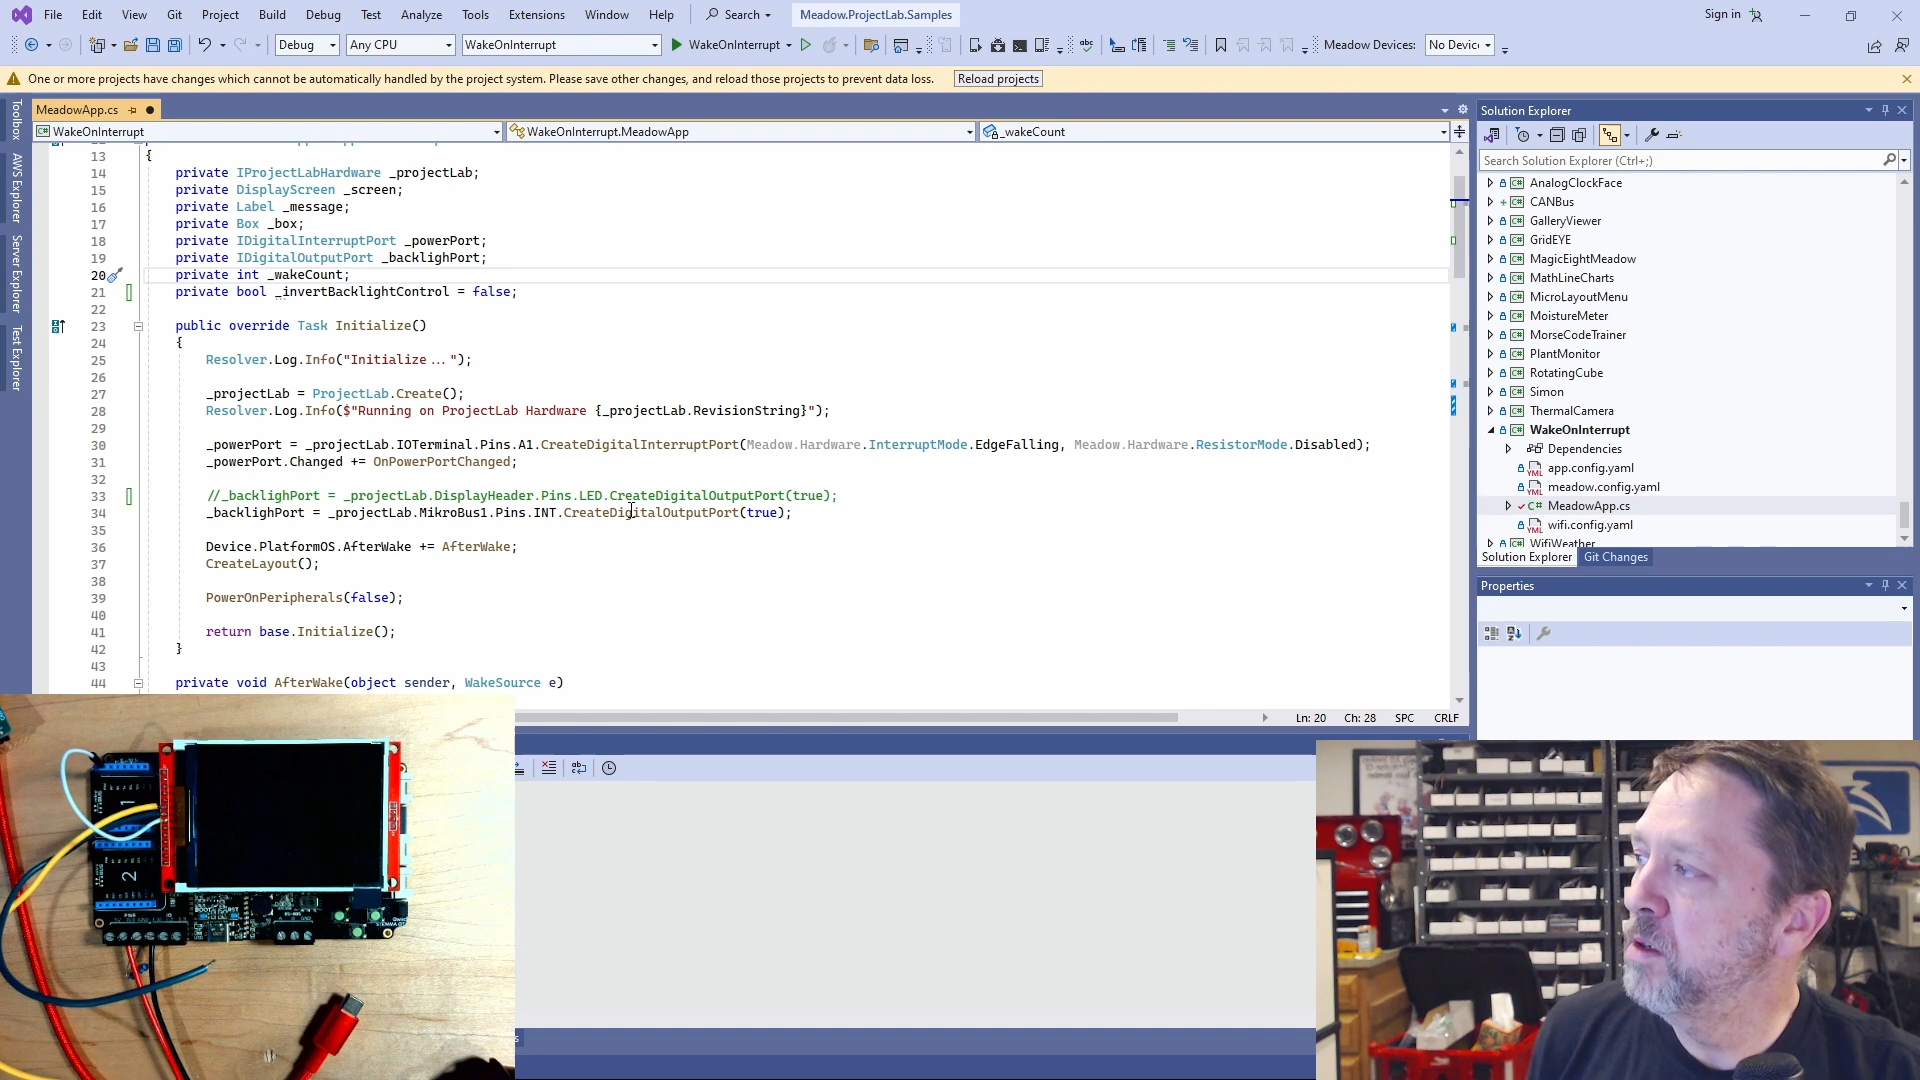 File Edit View Git Project Build Debug Test Analyze Tools Extensions Window Help Search Meadow.ProjectLab.Samples Sign in
Debug Any CPU WakeOnInterrupt WakeOnInterrupt Meadow Devices: No Devic
One or more projects have changes which cannot be automatically handled by the project system. Please save other changes, and reload those projects to prevent data loss. Reload projects
Toolbox
AWS Explorer
Server Explorer
Test Explorer
MeadowApp.cs
WakeOnInterrupt WakeOnInterrupt.MeadowApp _wakeCount
13 {
14 private IProjectLabHardware _projectLab;
15 private DisplayScreen _screen;
16 private Label _message;
17 private Box _box;
18 private IDigitalInterruptPort _powerPort;
19 private IDigitalOutputPort _backlighPort;
20 private int _wakeCount;
21 private bool _invertBacklightControl = false;
22
23 public override Task Initialize()
24 {
25 Resolver.Log.Info("Initialize...");
26
27 _projectLab = ProjectLab.Create();
28 Resolver.Log.Info($"Running on ProjectLab Hardware {_projectLab.RevisionString}");
29
30 _powerPort = _projectLab.IOTerminal.Pins.A1.CreateDigitalInterruptPort(Meadow.Hardware.InterruptMode.EdgeFalling, Meadow.Hardware.ResistorMode.Disabled);
31 _powerPort.Changed += OnPowerPortChanged;
32
33 //_backlighPort = _projectLab.DisplayHeader.Pins.LED.CreateDigitalOutputPort(true);
34 _backlighPort = _projectLab.MikroBus1.Pins.INT.CreateDigitalOutputPort(true);
35
36 Device.PlatformOS.AfterWake += AfterWake;
37 CreateLayout();
38
39 PowerOnPeripherals(false);
40
41 return base.Initialize();
42 }
43
44 private void AfterWake(object sender, WakeSource e)
Ln: 20 Ch: 28 SPC CRLF
Solution Explorer
Search Solution Explorer (Ctrl+;)
AnalogClockFace
CANBus
GalleryViewer
GridEYE
MagicEightMeadow
MathLineCharts
MicroLayoutMenu
MoistureMeter
MorseCodeTrainer
PlantMonitor
RotatingCube
Simon
ThermalCamera
WakeOnInterrupt
Dependencies
app.config.yaml
meadow.config.yaml
MeadowApp.cs
wifi.config.yaml
WifiWeather
Solution Explorer Git Changes
Properties
1
2